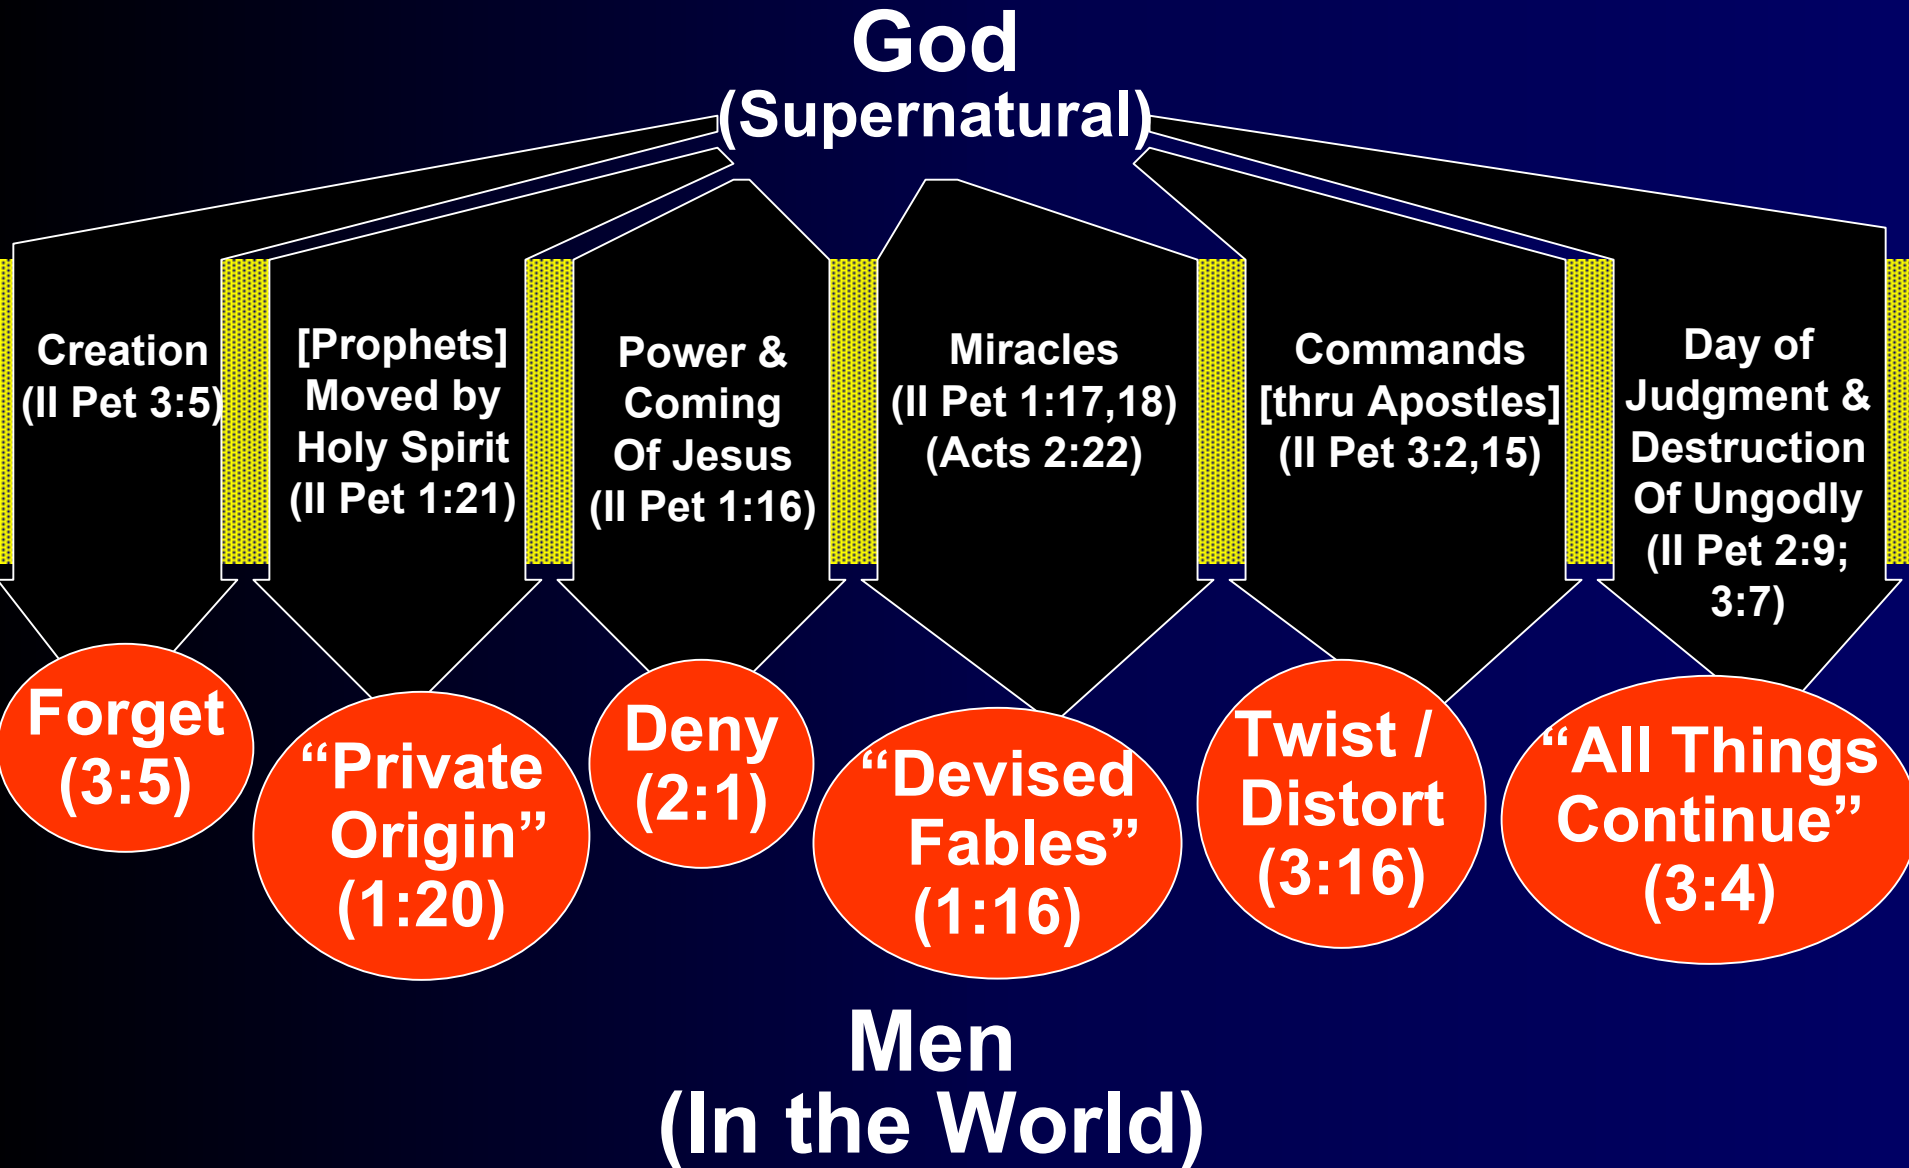 God
(Supernatural)
Creation
(II Pet 3:5)
[Prophets]
Moved by
Holy Spirit
(II Pet 1:21)
Power &
Coming
Of Jesus
(II Pet 1:16)
Miracles
(II Pet 1:17,18)
(Acts 2:22)
Commands
[thru Apostles]
(II Pet 3:2,15)
Day of
Judgment &
Destruction
Of Ungodly
(II Pet 2:9;
3:7)
Forget
(3:5)
“Private
Origin”
(1:20)
Deny
(2:1)
“Devised
Fables”
(1:16)
Twist /
Distort
(3:16)
“All Things
Continue”
(3:4)
Men
(In the World)